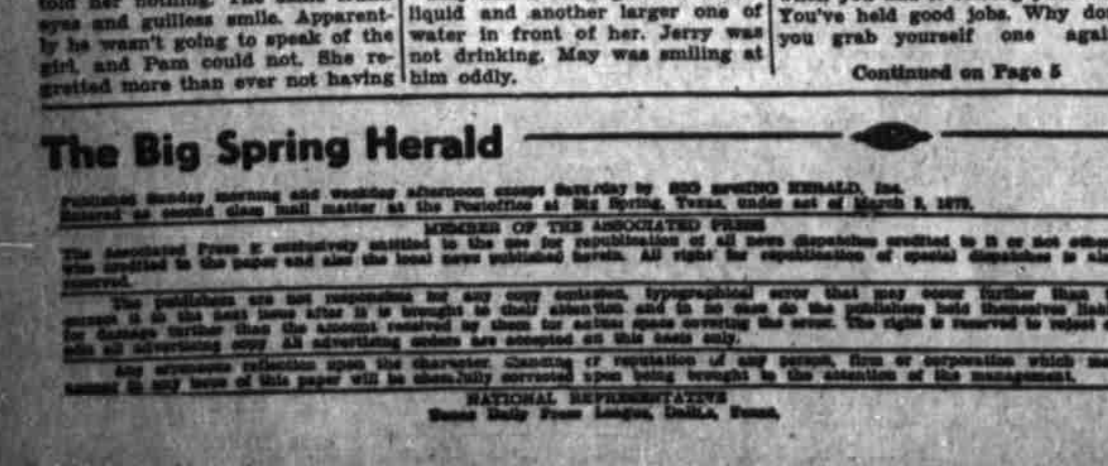 told her nothing. The same
eyes and guileless smile. Apparent-
ly he wasn't going to speak of the
girl, and Pam could not. She re-
gretted more than ever not having
liquid and another larger one of
water in front of her. Jerry was
not drinking. May was smiling at
him oddly.
You've held good jobs. Why don
you grab yourself one agai
Continued on Page 5
The Big Spring Herald
Published Sunday morning and weekday afternoon except Saturday by BIG SPRING HERALD, Inc.
Entered as second class mail matter at the Postoffice at Big Spring, Texas, under act of March 3, 1879.
MEMBER OF THE ASSOCIATED PRESS
The Associated Press is exclusively entitled to the use for republication of all news dispatches credited to it or not other
wise credited to the paper and also the local news published herein. All right for republication of special dispatches is als
reserved.
The publishers are not responsible for any copy omission, typographical error that may occur further than
correct it in the next issue after it is brought to their attention and in no case do the publishers hold themselves liabl
for damage further than the amount received by them for actual space covering the error. The right is reserved to reject
edit all advertising copy. All advertising orders are accepted on this basis only.
Any erroneous reflection upon the character, standing or reputation of any person, firm or corporation which ma
appear in any issue of this paper will be cheerfully corrected upon being brought to the attention of the management.
NATIONAL REPRESENTATIVE
Texas Daily Press League, Dallas, Texas,